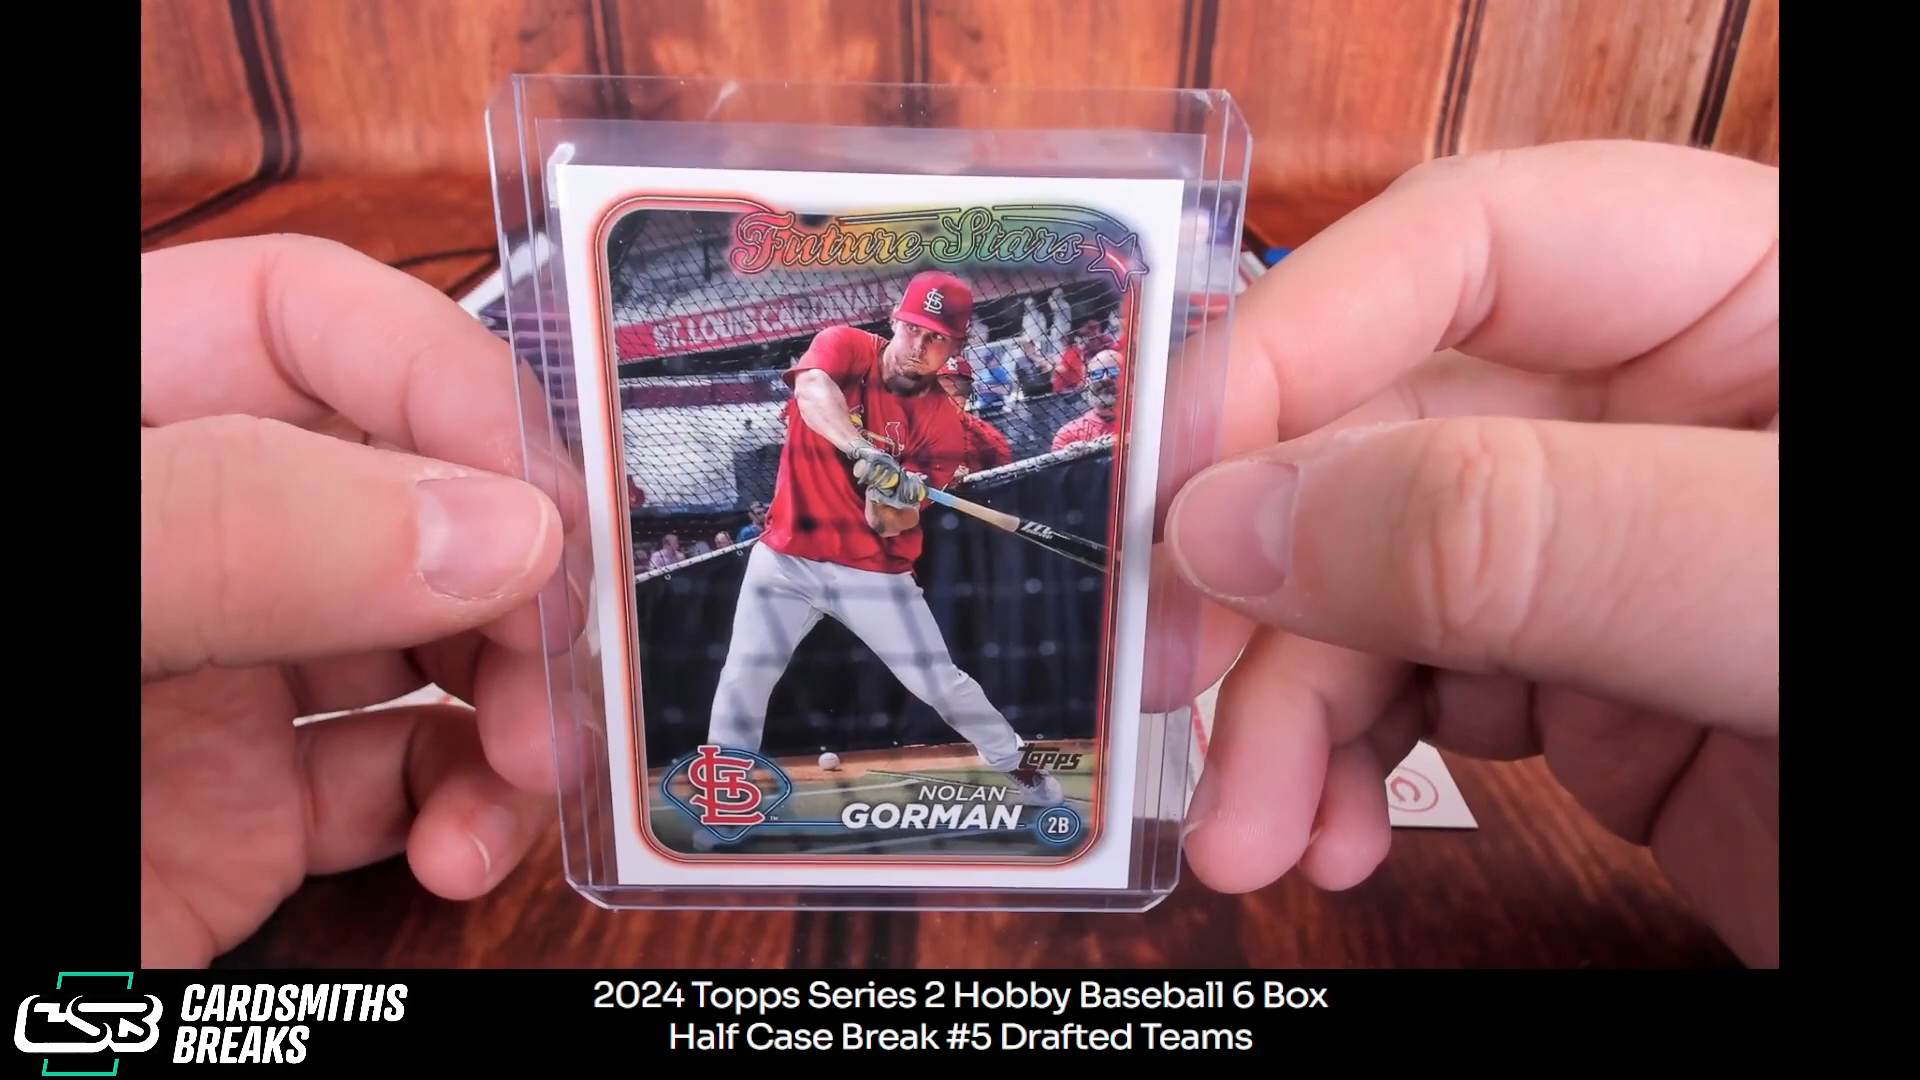 Future Stars
ST. LOUIS CARDINALS
Topps
NOLAN
GORMAN
2B
CSB
CARDSMITHS
BREAKS
2024 Topps Series 2 Hobby Baseball 6 Box
Half Case Break #5 Drafted Teams